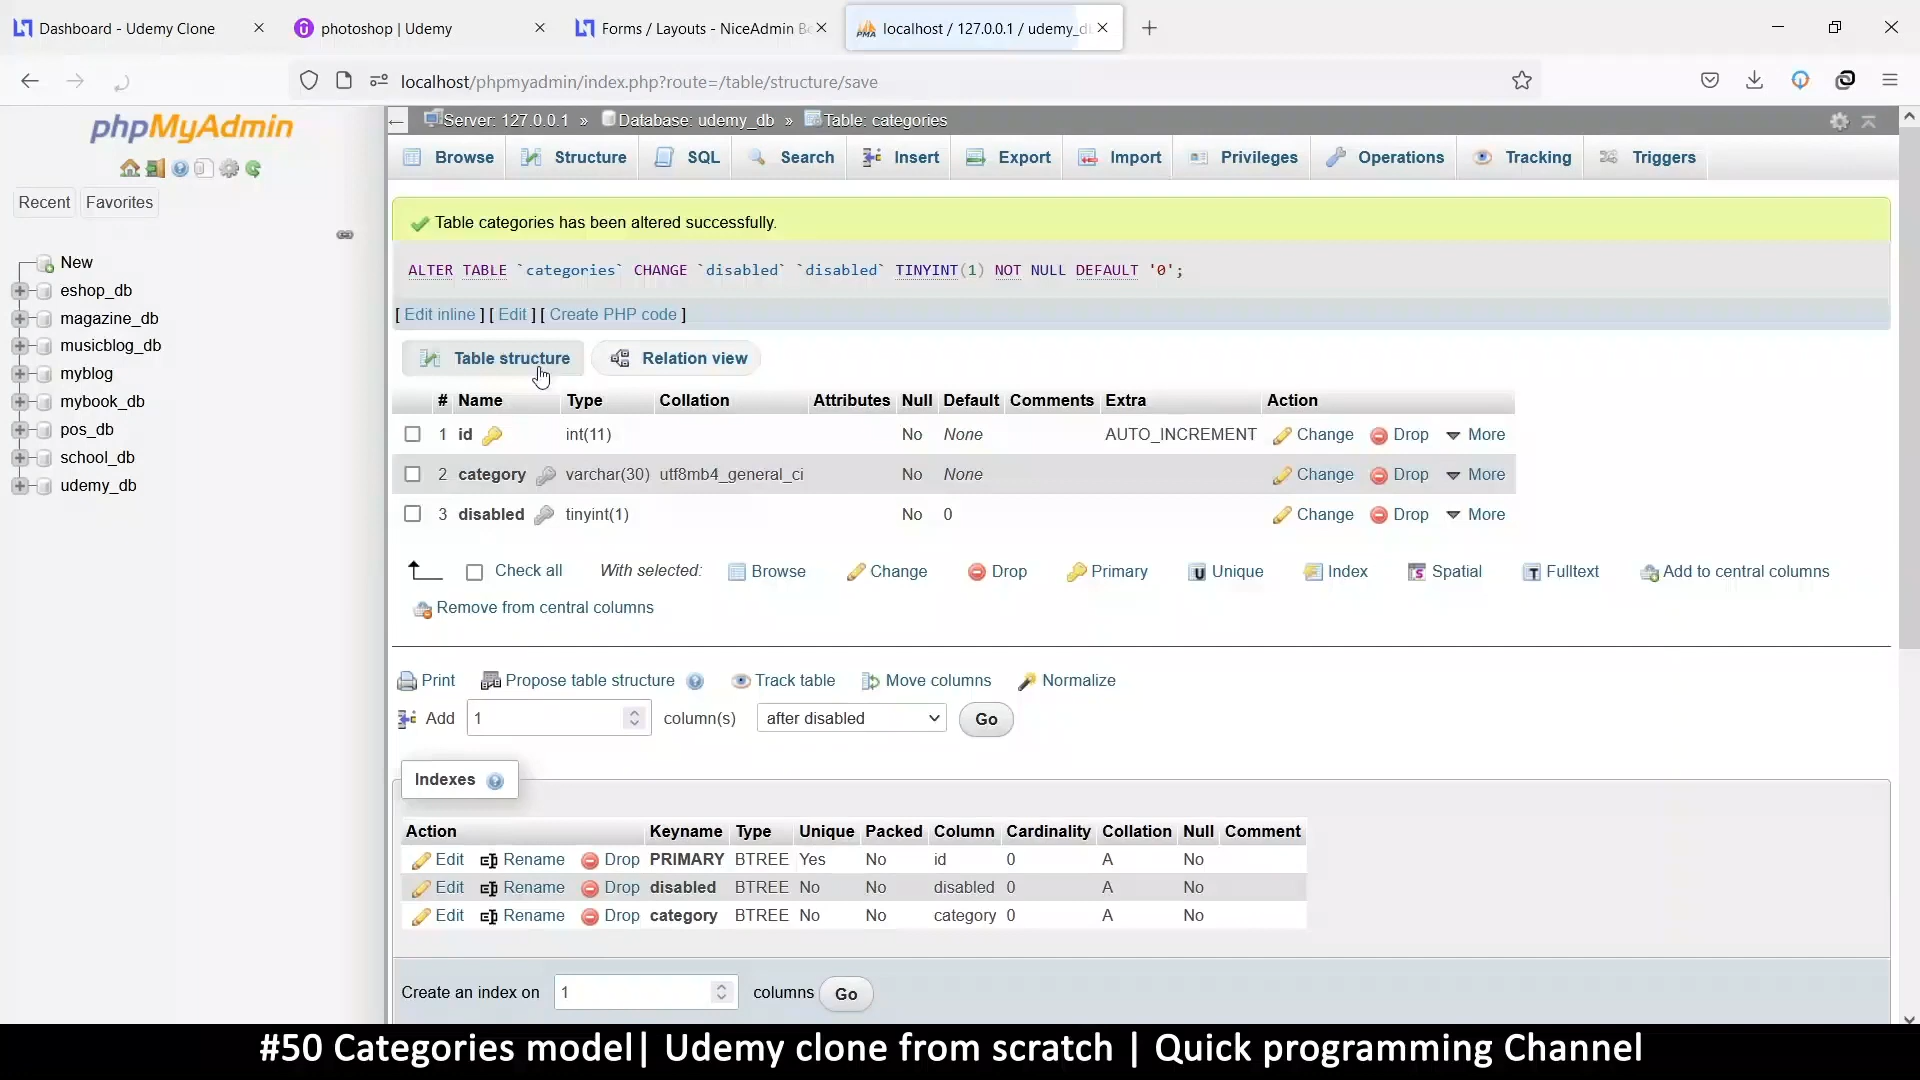 Dashboard - Udemy Clone
photoshop | Udemy
Forms / Layouts - NiceAdmin B
localhost / 127.0.0.1 / udemy_d
localhost/phpmyadmin/index.php?route=/table/structure/save
phpMyAdmin
Recent
Favorites
New
eshop_db
magazine_db
musicblog_db
myblog
mybook_db
pos_db
school_db
udemy_db
Server: 127.0.0.1 » Database: udemy_db » Table: categories
Browse Structure SQL Search Insert Export Import Privileges Operations Tracking Triggers
Table categories has been altered successfully.
ALTER TABLE `categories` CHANGE `disabled` `disabled` TINYINT(1) NOT NULL DEFAULT '0';
[ Edit inline ] [ Edit ] [ Create PHP code ]
Table structure Relation view
# Name Type Collation Attributes Null Default Comments Extra Action
1 id int(11) No None AUTO_INCREMENT Change Drop More
2 category varchar(30) utf8mb4_general_ci No None Change Drop More
3 disabled tinyint(1) No 0 Change Drop More
Check all With selected: Browse Change Drop Primary Unique Index Spatial Fulltext Add to central columns
Remove from central columns
Print Propose table structure Track table Move columns Normalize
Add 1 column(s) after disabled Go
Indexes
Action Keyname Type Unique Packed Column Cardinality Collation Null Comment
Edit Rename Drop PRIMARY BTREE Yes No id 0 A No
Edit Rename Drop disabled BTREE No No disabled 0 A No
Edit Rename Drop category BTREE No No category 0 A No
Create an index on 1 columns Go
#50 Categories model| Udemy clone from scratch | Quick programming Channel